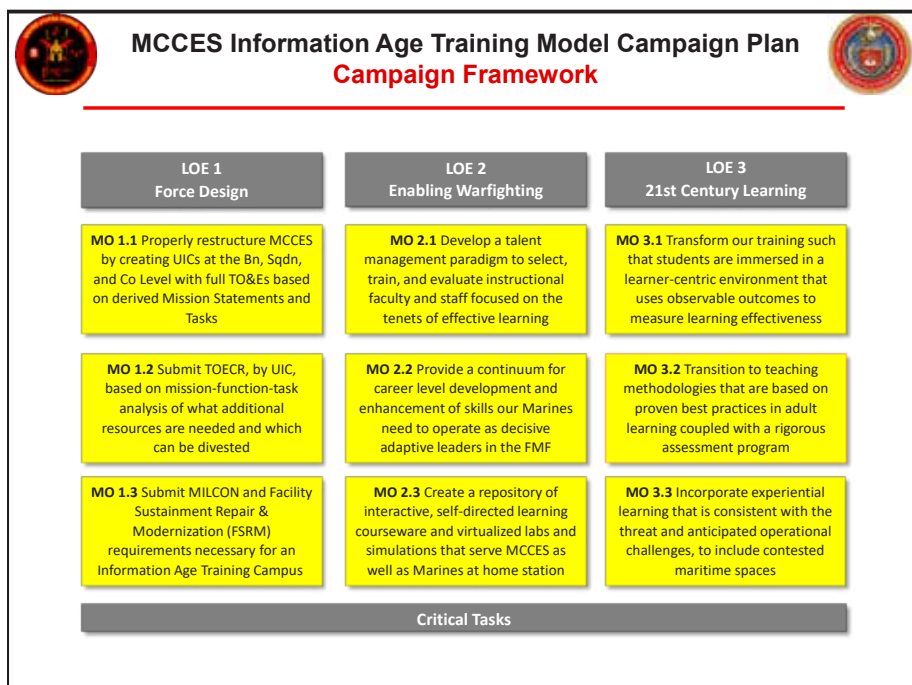 MCCES Information Age Training Model Campaign Plan
Campaign Framework
LOE 1
Force Design
MO 1.1 Properly restructure MCCES
by creating UICs at the Bn, Sqdn,
and Co Level with full TO&Es based
on derived Mission Statements and
Tasks
MO 1.2 Submit TOECR, by UIC,
based on mission-function-task
analysis of what additional
resources are needed and which
can be divested
MO 1.3 Submit MILCON and Facility
Sustainment Repair &
Modernization (FSRM)
requirements necessary for an
Information Age Training Campus
LOE 2
Enabling Warfighting
MO 2.1 Develop a talent
management paradigm to select,
train, and evaluate instructional
faculty and staff focused on the
tenets of effective learning
MO 2.2 Provide a continuum for
career level development and
enhancement of skills our Marines
need to operate as decisive
adaptive leaders in the FMF
MO 2.3 Create a repository of
interactive, self-directed learning
courseware and virtualized labs and
simulations that serve MCCES as
well as Marines at home station
LOE 3
21st Century Learning
MO 3.1 Transform our training such
that students are immersed in a
learner-centric environment that
uses observable outcomes to
measure learning effectiveness
MO 3.2 Transition to teaching
methodologies that are based on
proven best practices in adult
learning coupled with a rigorous
assessment program
MO 3.3 Incorporate experiential
learning that is consistent with the
threat and anticipated operational
challenges, to include contested
maritime spaces
Critical Tasks